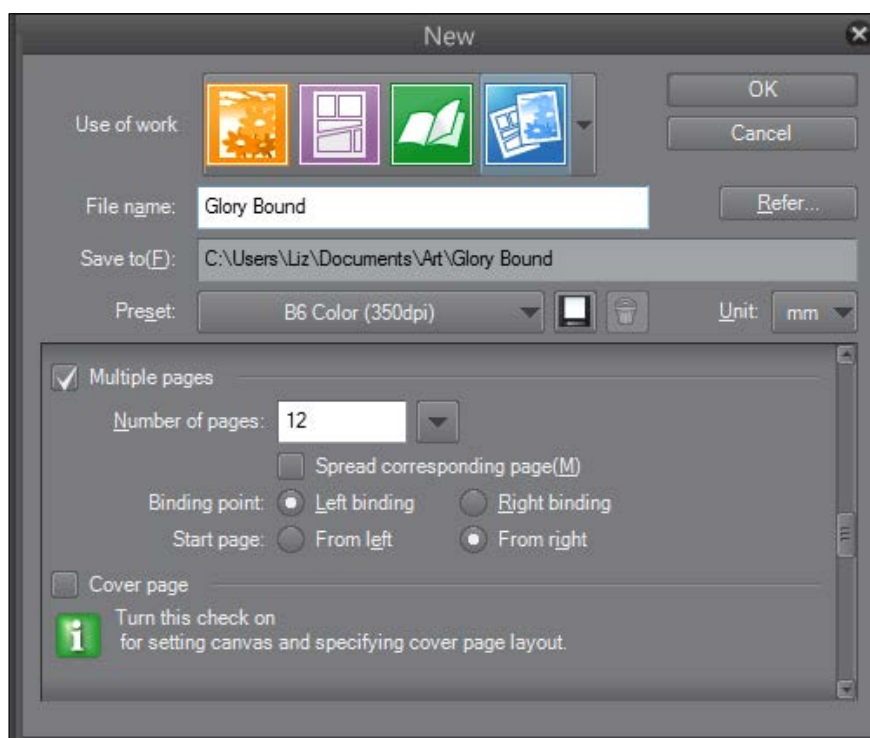 New
Use of work
OK
Cancel
File name: Glory Bound Refer...
Save to(F): C:\Users\Liz\Documents\Art\Glory Bound
Preset: B6 Color (350dpi) Unit: mm
Multiple pages
Number of pages: 12
Spread corresponding page(M)
Binding point: Left binding Right binding
Start page: From left From right
Cover page
Turn this check on
for setting canvas and specifying cover page layout.